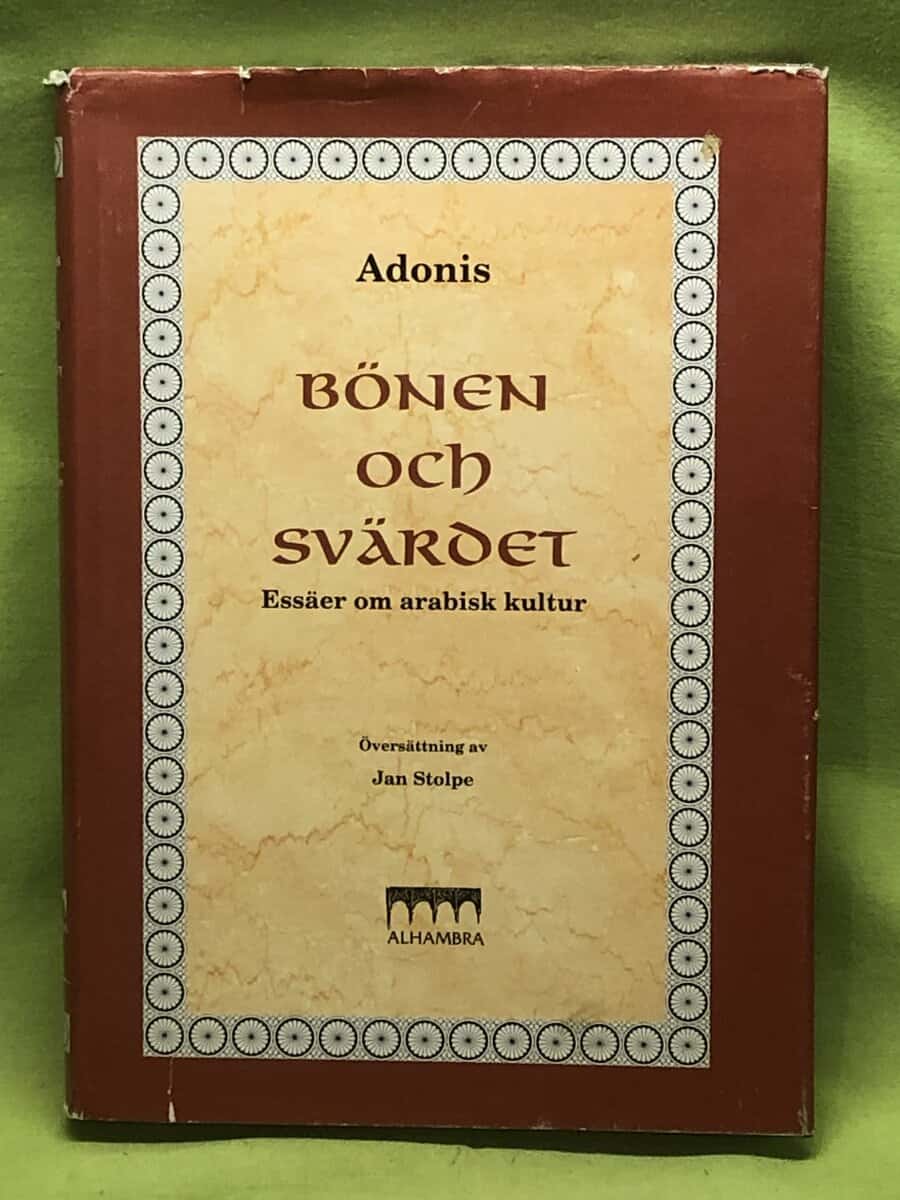 Adonis
BÖNEN
OCH
SVÄRDET
Essäer om arabisk kultur
Översättning av
Jan Stolpe
ALHAMBRA